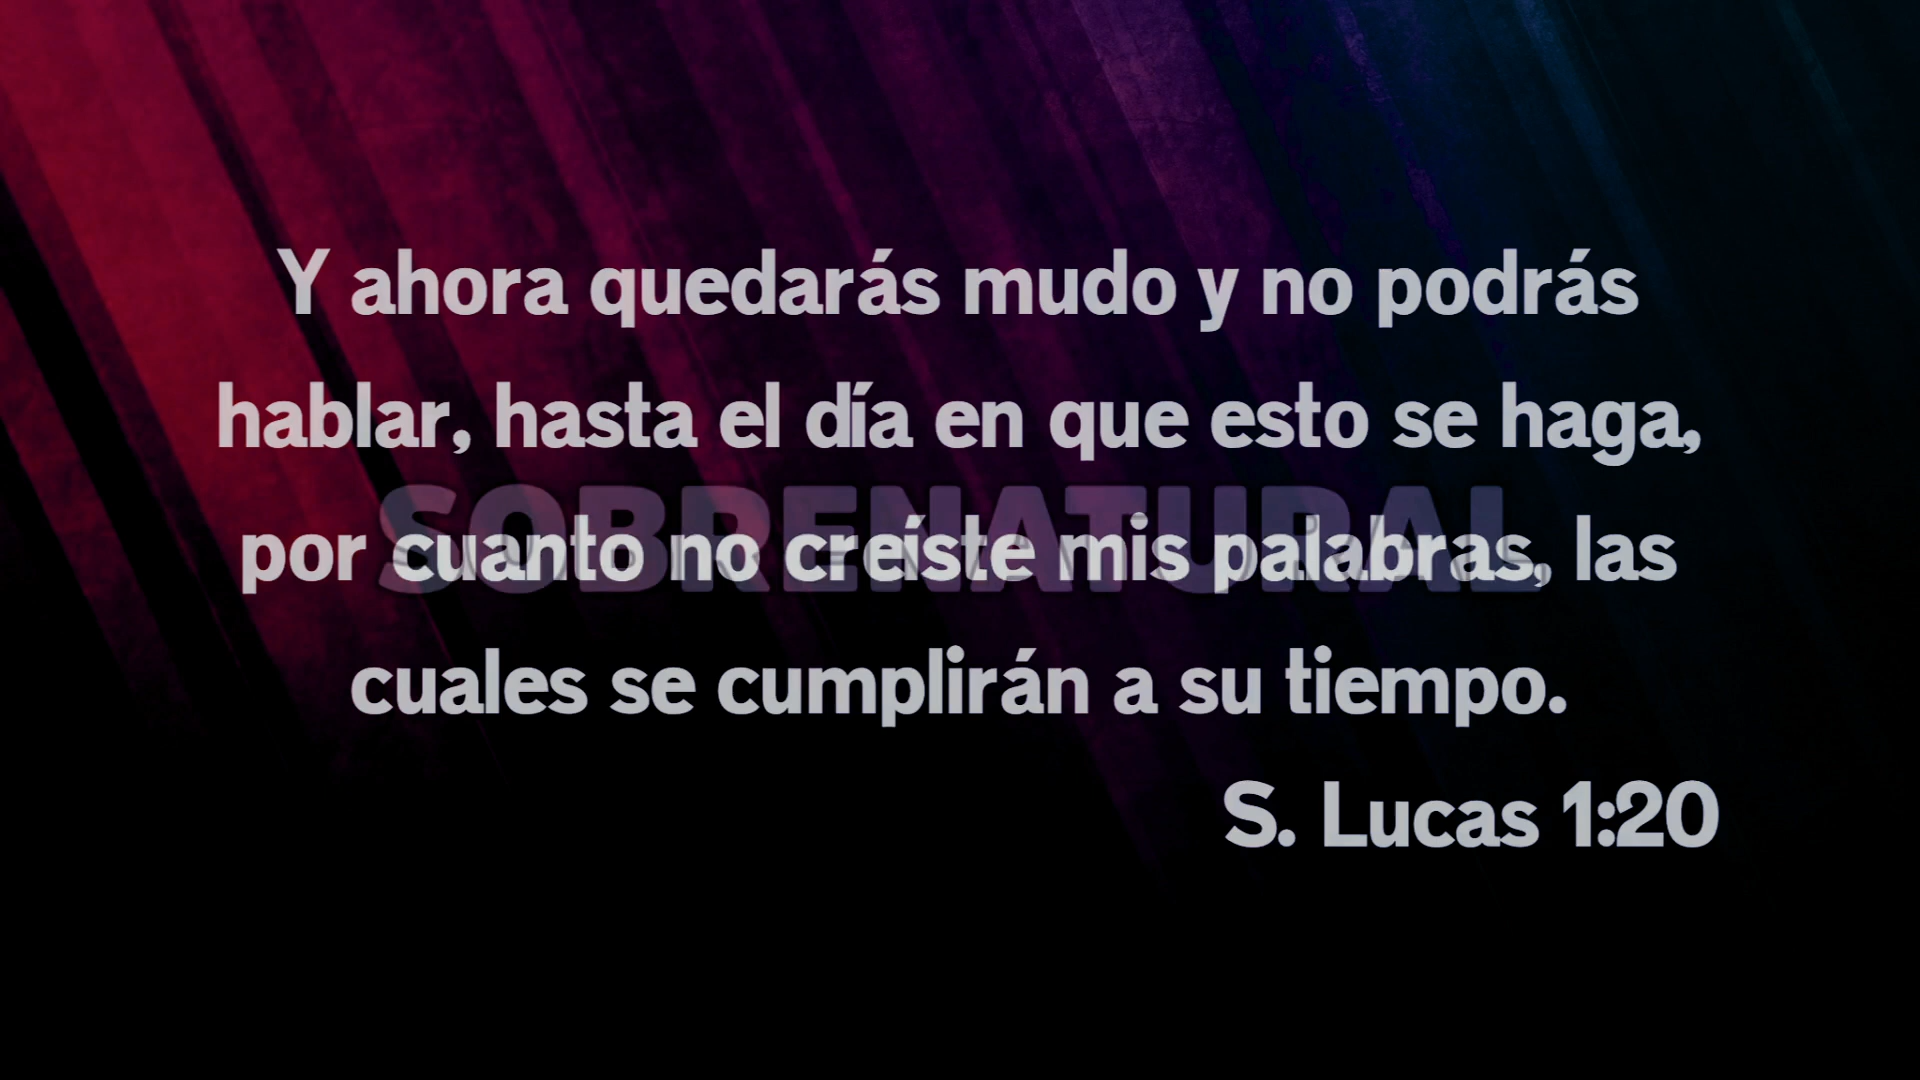 Y ahora quedarás mudo y no podrás
hablar, hasta el día en que esto se haga,
SOBRENATURAL
por cuanto no creíste mis palabras, las
cuales se cumplirán a su tiempo.
S. Lucas 1:20